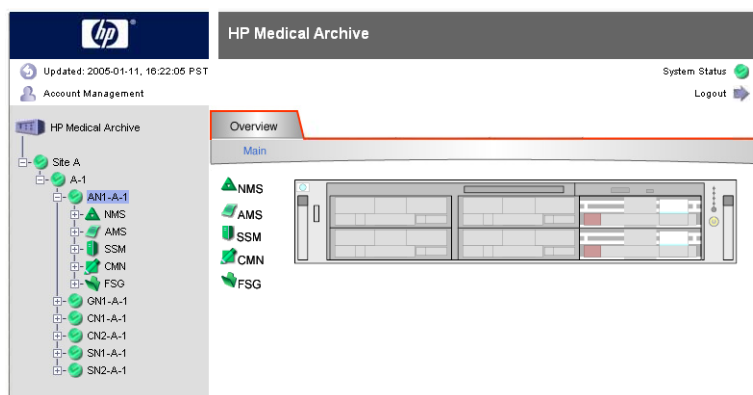 hp
HP Medical Archive
Updated: 2005-01-11, 16:22:05 PST
System Status
Account Management
Logout
HP Medical Archive
Overview
Main
Site A
A-1
AN1-A-1
NMS
AMS
SSM
CMN
FSG
GN1-A-1
CN1-A-1
CN2-A-1
SN1-A-1
SN2-A-1
NMS
AMS
SSM
CMN
FSG